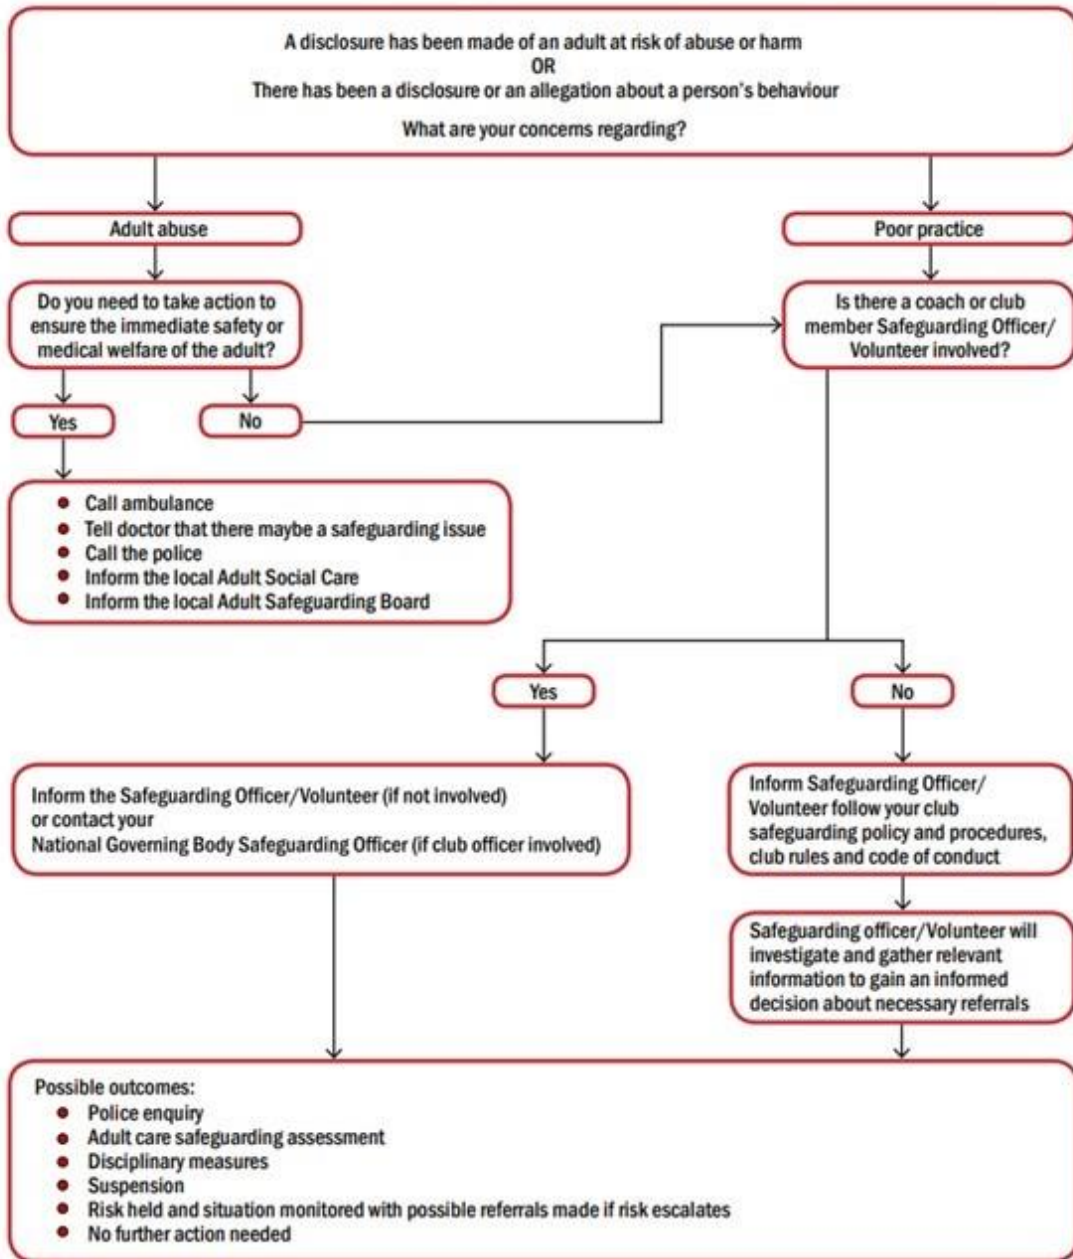 A disclosure has been made of an adult at risk of abuse or harm
OR
There has been a disclosure or an allegation about a person's behaviour
What are your concerns regarding?
Adult abuse
Poor practice
Do you need to take action to
ensure the immediate safety or
medical welfare of the adult?
Is there a coach or club
member Safeguarding Officer/
Volunteer involved?
Yes
No
Call ambulance
Tell doctor that there maybe a safeguarding issue
Call the police
Inform the local Adult Social Care
Inform the local Adult Safeguarding Board
Yes
No
Inform the Safeguarding Officer/Volunteer (if not involved)
or contact your
National Governing Body Safeguarding Officer (if club officer involved)
Inform Safeguarding Officer/
Volunteer follow your club
safeguarding policy and procedures,
club rules and code of conduct
Safeguarding officer/Volunteer will
investigate and gather relevant
information to gain an informed
decision about necessary referrals
Possible outcomes:
Police enquiry
Adult care safeguarding assessment
Disciplinary measures
Suspension
Risk held and situation monitored with possible referrals made if risk escalates
No further action needed